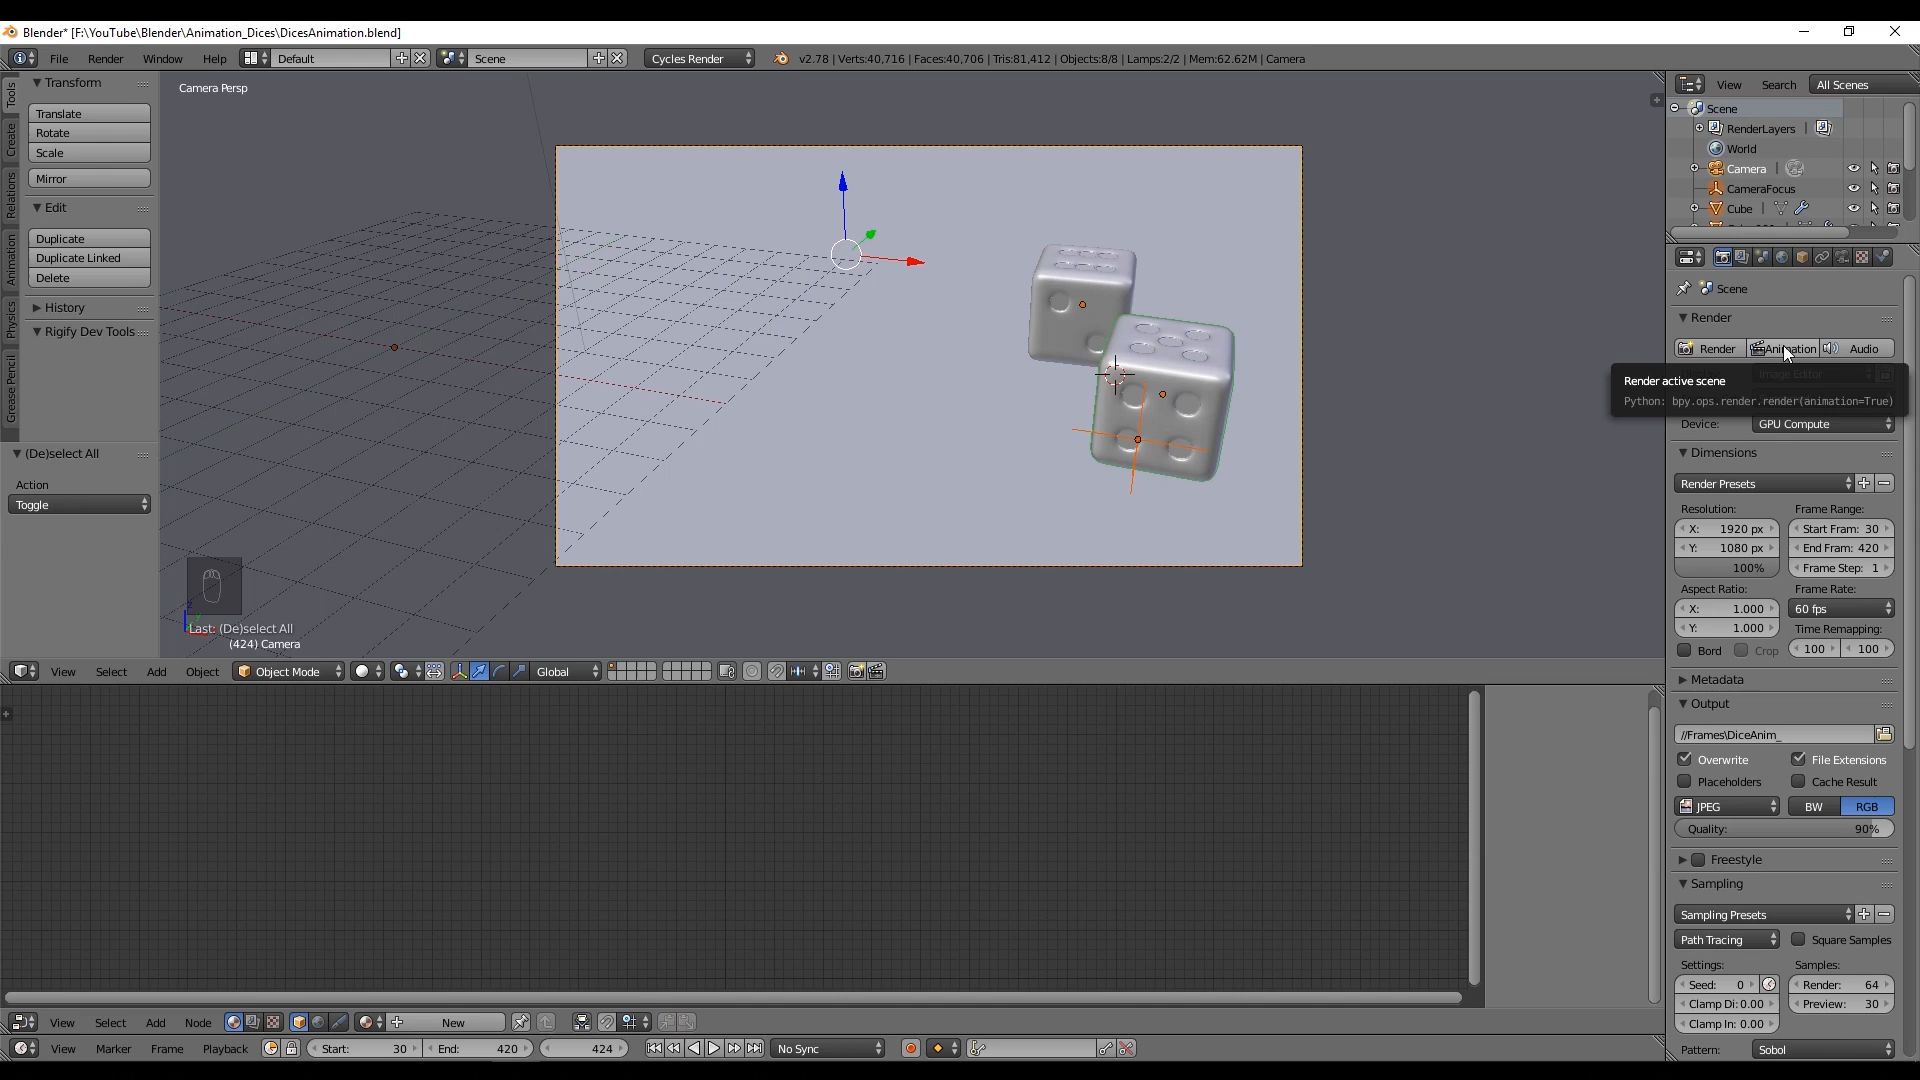 Blender* [F:\YouTube\Blender\Animation_Dices\DicesAnimation.blend]
File Render Window Help Default Scene Cycles Render v2.78 | Verts:40,716 | Faces:40,706 | Tris:81,412 | Objects:8/8 | Lamps:2/2 | Mem:62.62M | Camera
Tools
Create
Relations
Animation
Physics
Grease Pencil
Transform
Translate
Rotate
Scale
Mirror
Edit
Duplicate
Duplicate Linked
Delete
History
Rigify Dev Tools
(De)select All
Action
Toggle
Camera Persp
Last: (De)select All
(424) Camera
View Select Add Object Object Mode Global
View Search All Scenes
Scene
RenderLayers |
World
Camera |
CameraFocus
Cube |
Scene
Render
Render Animation Audio
Render active scene
Python: bpy.ops.render.render(animation=True)
Image Editor
Device: GPU Compute
Dimensions
Render Presets
Resolution: Frame Range:
X: 1920 px Start Fram: 30
Y: 1080 px End Fram: 420
100% Frame Step: 1
Aspect Ratio: Frame Rate:
X: 1.000 60 fps
Y: 1.000 Time Remapping:
Bord Crop 100 100
Metadata
Output
//Frames\DiceAnim_
Overwrite File Extensions
Placeholders Cache Result
JPEG BW RGB
Quality: 90%
Freestyle
Sampling
Sampling Presets
Path Tracing Square Samples
Settings: Samples:
Seed: 0 Render: 64
Clamp Di: 0.00 Preview: 30
Clamp In: 0.00
Pattern: Sobol
View Select Add Node New
View Marker Frame Playback Start: 30 End: 420 424 No Sync